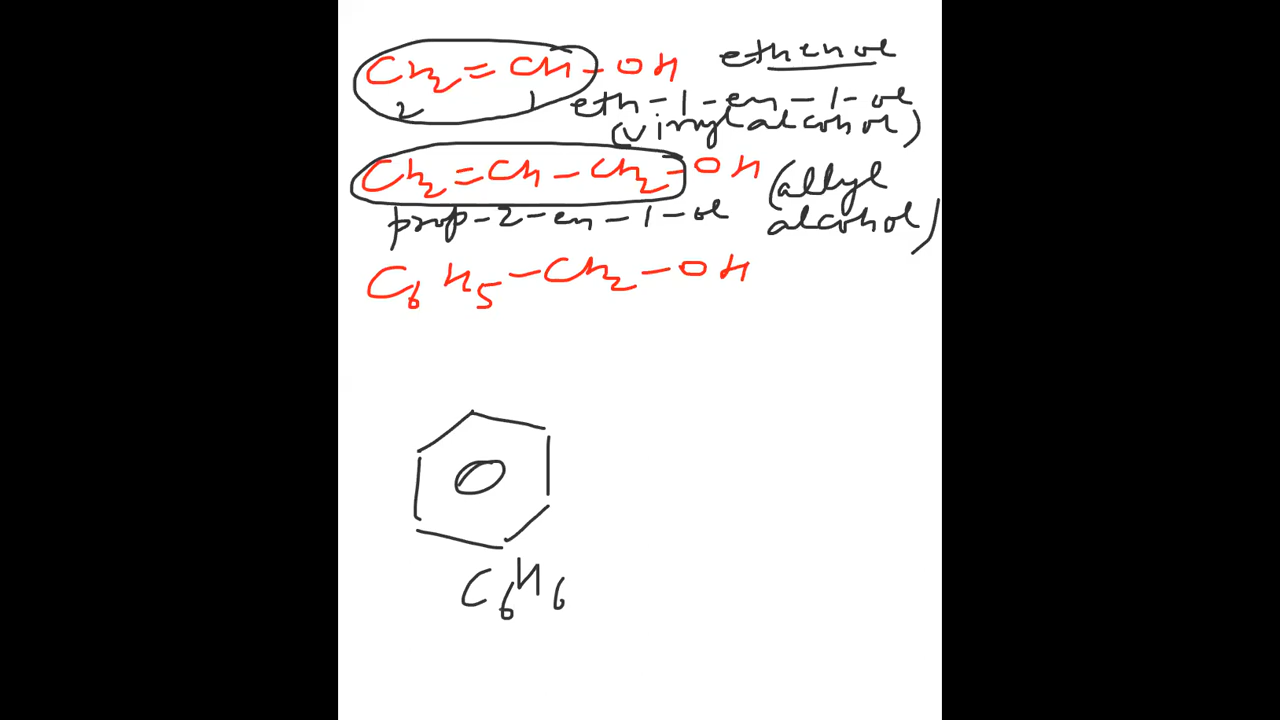 CH2 = CH - OH ethenol
2 1 eth-1-en-1-ol
(vinyl alcohol)
CH2 = CH - CH2 - OH (allyl
prop-2-en-1-ol alcohol)
C6H5 - CH2 - OH
C6H6